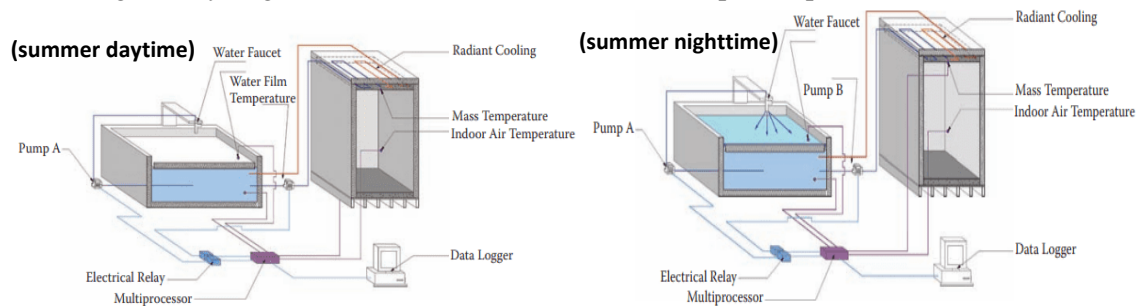 (summer daytime)
Water Faucet
Radiant Cooling
Water Film
Temperature
Mass Temperature
Indoor Air Temperature
Pump A
Data Logger
Electrical Relay
Multiprocessor
(summer nighttime)
Water
Faucet
Radiant Cooling
Pump B
Mass Temperature
Indoor Air Temperature
Pump A
Data Logger
Electrical Relay
Multiprocessor